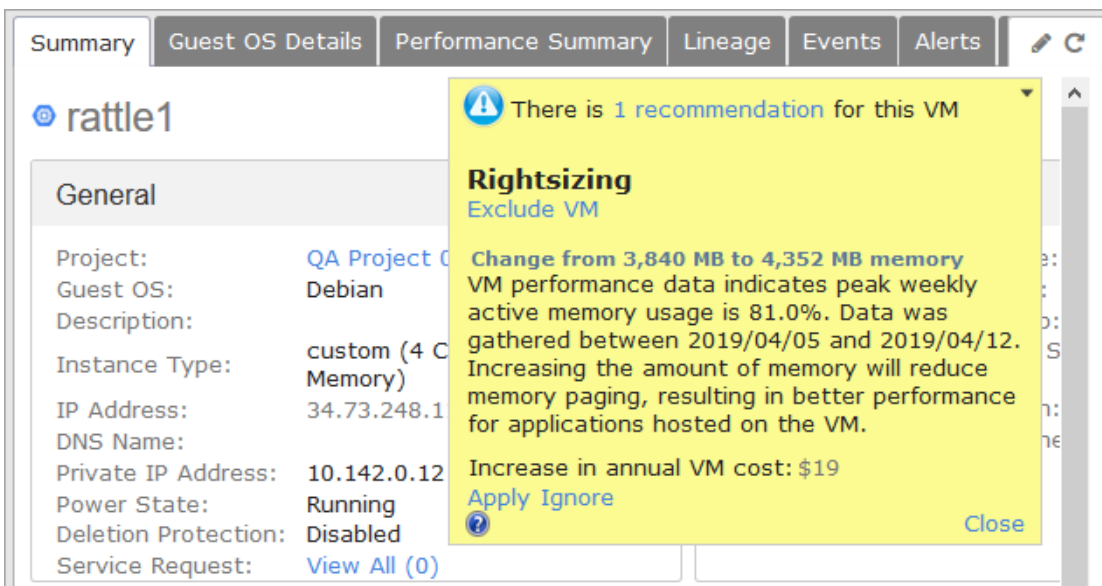 Summary Guest OS Details Performance Summary Lineage Events Alerts
rattle1
There is 1 recommendation for this VM
Rightsizing
Exclude VM
Change from 3,840 MB to 4,352 MB memory
VM performance data indicates peak weekly
active memory usage is 81.0%. Data was
gathered between 2019/04/05 and 2019/04/12.
Increasing the amount of memory will reduce
memory paging, resulting in better performance
for applications hosted on the VM.
Increase in annual VM cost: $19
Apply Ignore
Close
General
Project: QA Project
Guest OS: Debian
Description:
Instance Type: custom (4
Memory)
IP Address: 34.73.248.1
DNS Name:
Private IP Address: 10.142.0.12
Power State: Running
Deletion Protection: Disabled
Service Request: View All (0)